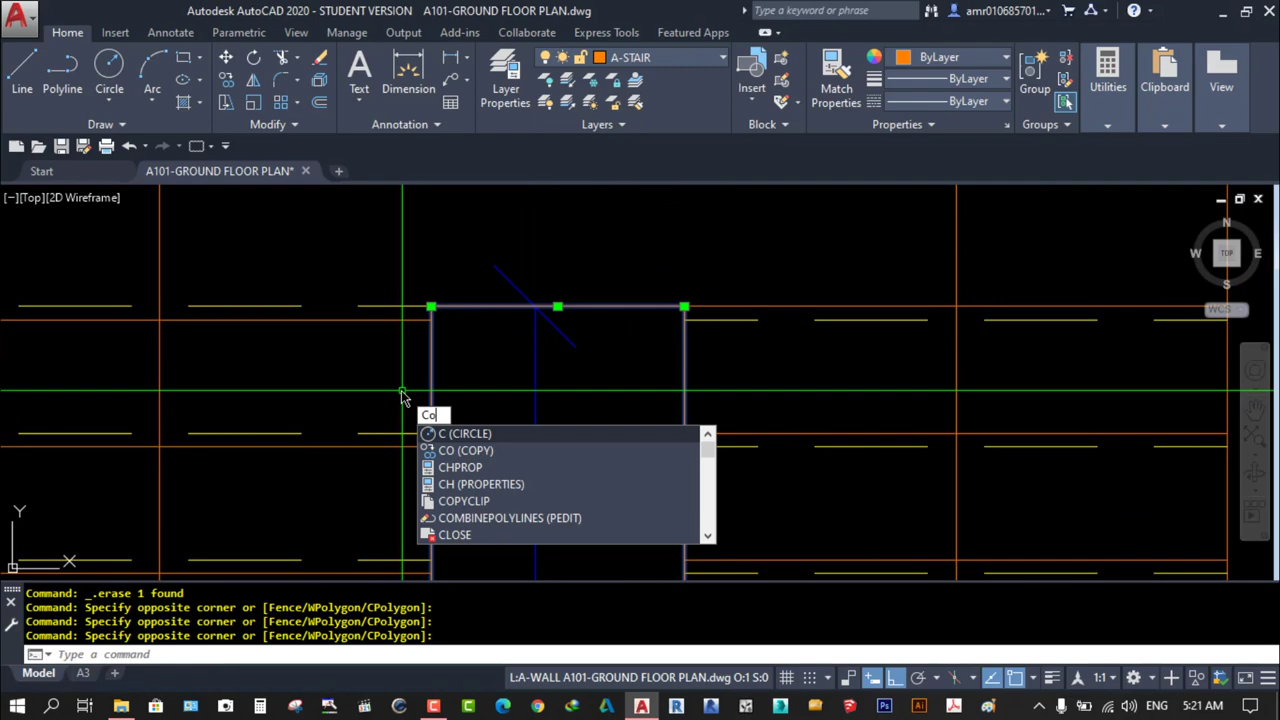 Autodesk AutoCAD 2020 - STUDENT VERSION A101-GROUND FLOOR PLAN.dwg
Type a keyword or phrase
amr010685701...
Home Insert Annotate Parametric View Manage Output Add-ins Collaborate Express Tools Featured Apps
A-STAIR
ByLayer
ByLayer
ByLayer
Line Polyline Circle Arc
Text Dimension
Layer Properties
Insert
Match Properties
Group
Utilities
Clipboard
View
Draw Modify Annotation Layers Block Properties Groups
Start
A101-GROUND FLOOR PLAN*
[−][Top][2D Wireframe]
N
W TOP E
S
WCS
Co
C (CIRCLE)
CO (COPY)
CHPROP
CH (PROPERTIES)
COPYCLIP
COMBINEPOLYLINES (PEDIT)
CLOSE
Y
X
Command: _.erase 1 found
Command: Specify opposite corner or [Fence/WPolygon/CPolygon]:
Command: Specify opposite corner or [Fence/WPolygon/CPolygon]:
Command: Specify opposite corner or [Fence/WPolygon/CPolygon]:
Type a command
Model A3
L:A-WALL A101-GROUND FLOOR PLAN.dwg O:1 S:0
1:1
5:21 AM